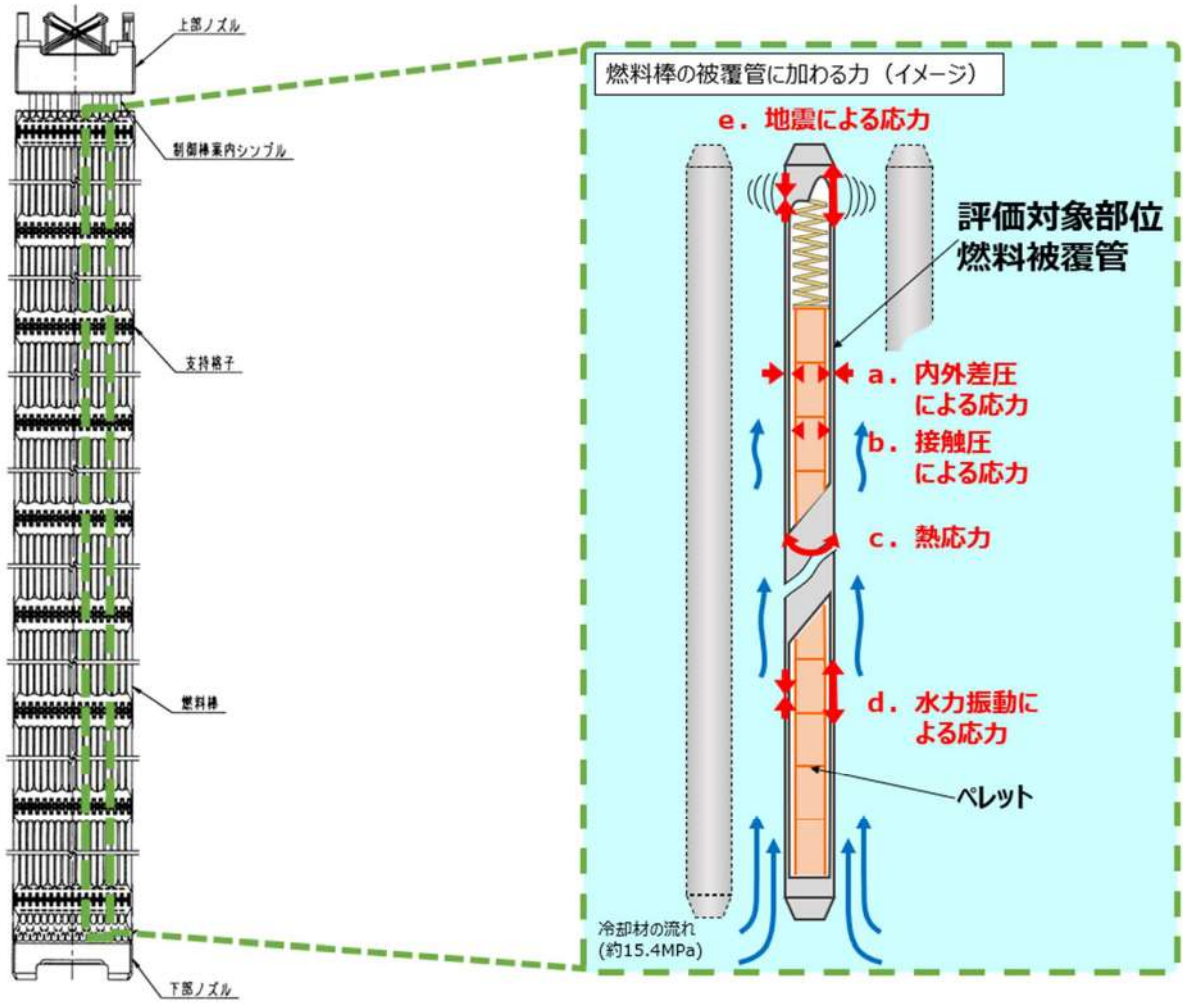 上部ノズル
制御棒案内シンブル
支持格子
燃料棒
下部ノズル
燃料棒の被覆管に加わる力（イメージ）
e．地震による応力
評価対象部位
燃料被覆管
a．内外差圧
による応力
b．接触圧
による応力
c．熱応力
d．水力振動に
よる応力
ペレット
冷却材の流れ
(約15.4MPa)